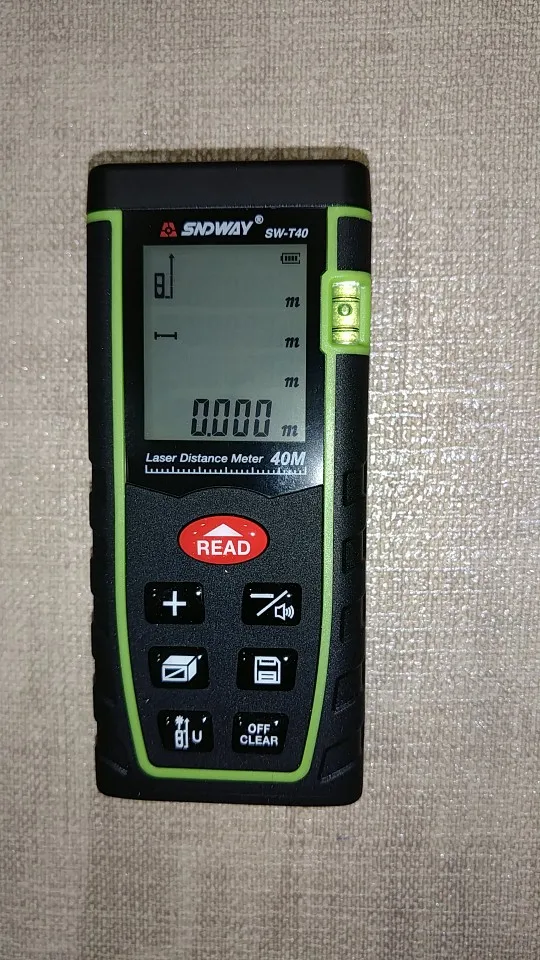 SNDWAY® SW-T40
m
m
m
0.000 m
Laser Distance Meter 40M
READ
+
U
OFF
CLEAR